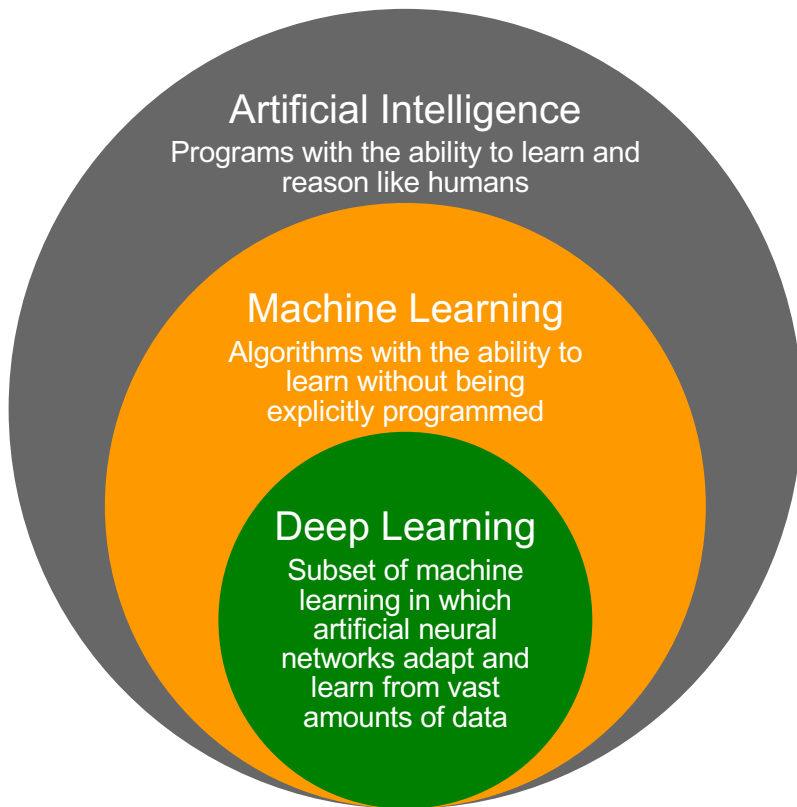 Artificial Intelligence
Programs with the ability to learn and
reason like humans
Machine Learning
Algorithms with the ability to
learn without being
explicitly programmed
Deep Learning
Subset of machine
learning in which
artificial neural
networks adapt and
learn from vast
amounts of data